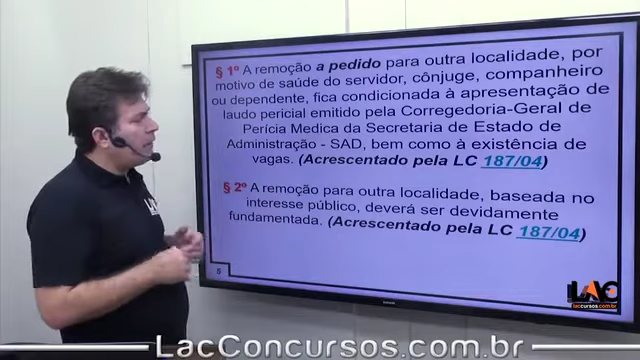 § 1º A remoção a pedido para outra localidade, por
motivo de saúde do servidor, cônjuge, companheiro
ou dependente, fica condicionada à apresentação de
laudo pericial emitido pela Corregedoria-Geral de
Perícia Medica da Secretaria de Estado de
Administração - SAD, bem como à existência de
vagas. (Acrescentado pela LC 187/04)
§ 2º A remoção para outra localidade, baseada no
interesse público, deverá ser devidamente
fundamentada. (Acrescentado pela LC 187/04)
5
LAC
laccursos.com.br
LAC
LacConcursos.com.br